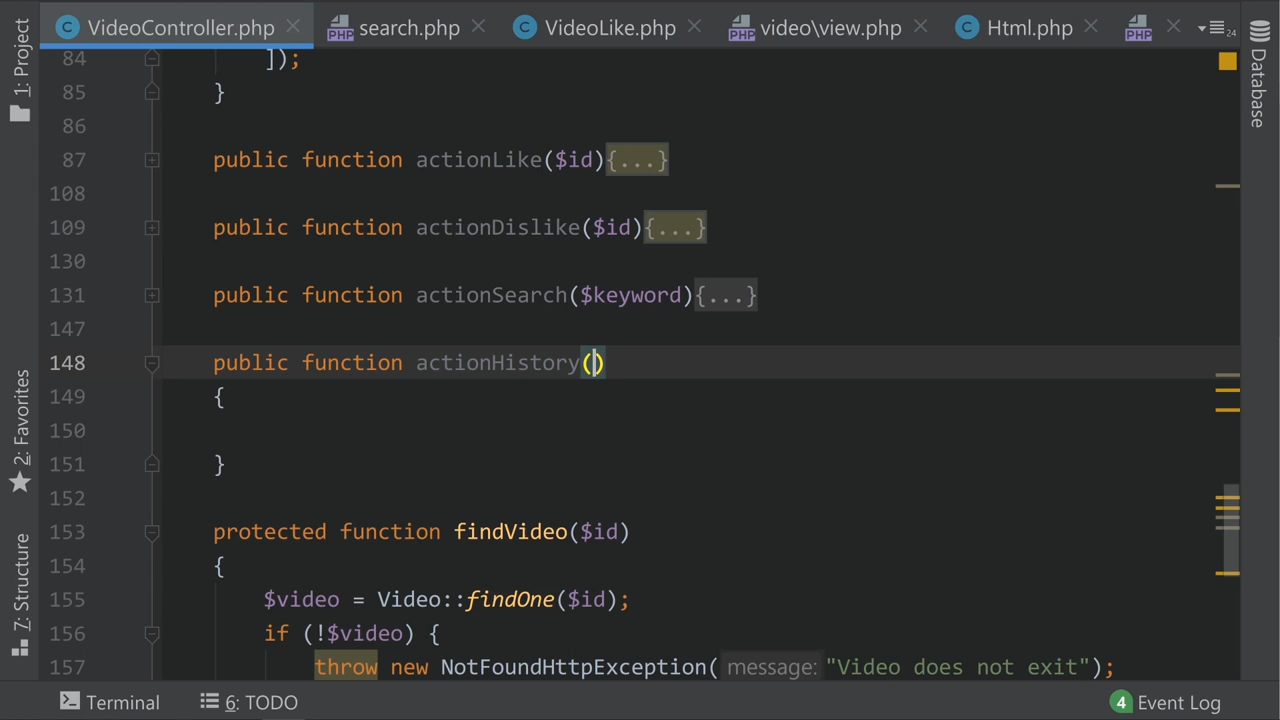 VideoController.php search.php VideoLike.php video\view.php Html.php 24
1: Project
2: Favorites
7: Structure
Database
84 ]);
85 }
86
87 public function actionLike($id){...}
108
109 public function actionDislike($id){...}
130
131 public function actionSearch($keyword){...}
147
148 public function actionHistory()
149 {
150
151 }
152
153 protected function findVideo($id)
154 {
155 $video = Video::findOne($id);
156 if (!$video) {
157 throw new NotFoundHttpException( message: "Video does not exit");
Terminal 6: TODO 4 Event Log